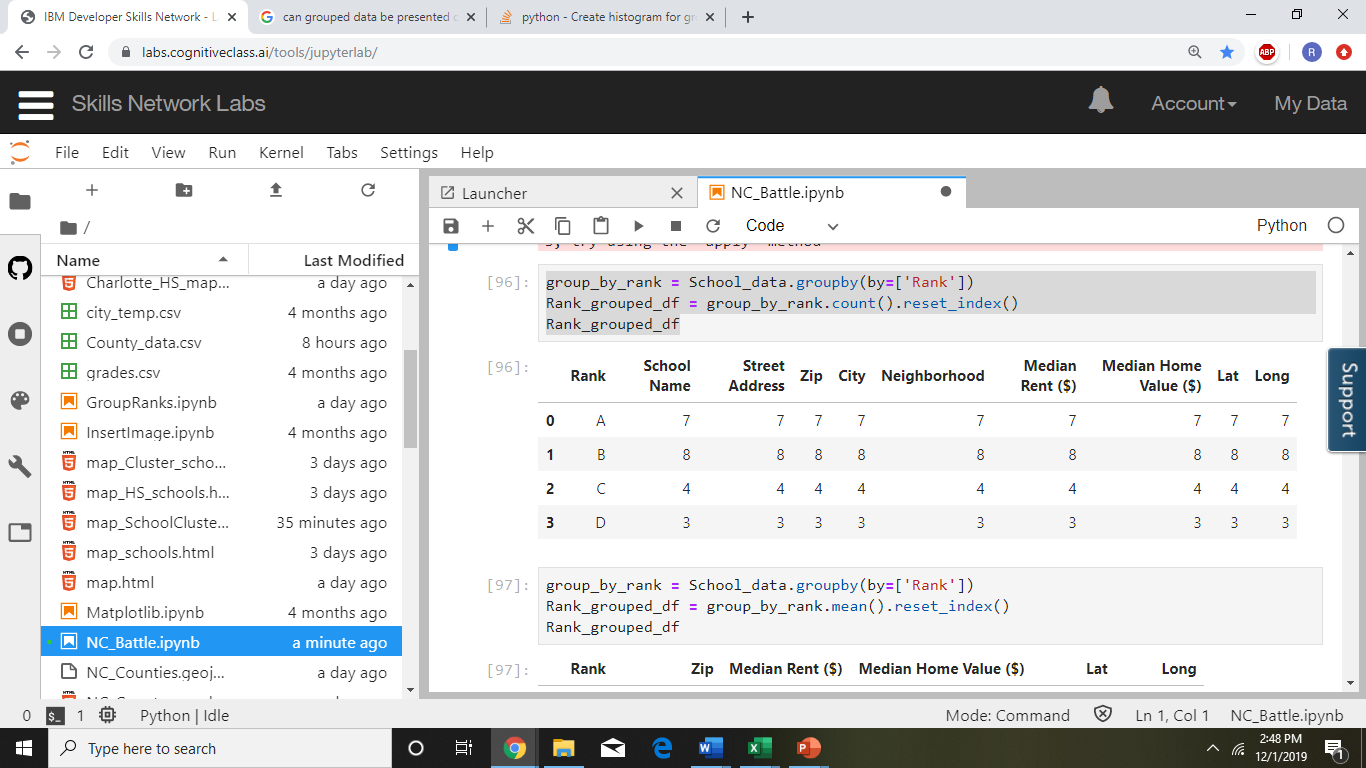 IBM Developer Skills Network - L
can grouped data be presented
python - Create histogram for gr
labs.cognitiveclass.ai/tools/jupyterlab/
ABP
R
Skills Network Labs
Account
My Data
File Edit View Run Kernel Tabs Settings Help
/
Name Last Modified
Charlotte_HS_map... a day ago
city_temp.csv 4 months ago
County_data.csv 8 hours ago
grades.csv 4 months ago
GroupRanks.ipynb a day ago
InsertImage.ipynb 4 months ago
map_Cluster_scho... 3 days ago
map_HS_schools.h... 3 days ago
map_SchoolCluste... 35 minutes ago
map_schools.html 3 days ago
map.html a day ago
Matplotlib.ipynb 4 months ago
NC_Battle.ipynb a minute ago
NC_Counties.geoj... a day ago
Launcher
NC_Battle.ipynb
Code
Python
[96]:
group_by_rank = School_data.groupby(by=['Rank'])
Rank_grouped_df = group_by_rank.count().reset_index()
Rank_grouped_df
[96]:
Rank School Name Street Address Zip City Neighborhood Median Rent ($) Median Home Value ($) Lat Long
0 A 7 7 7 7 7 7 7 7 7
1 B 8 8 8 8 8 8 8 8 8
2 C 4 4 4 4 4 4 4 4 4
3 D 3 3 3 3 3 3 3 3 3
[97]:
group_by_rank = School_data.groupby(by=['Rank'])
Rank_grouped_df = group_by_rank.mean().reset_index()
Rank_grouped_df
[97]:
Rank Zip Median Rent ($) Median Home Value ($) Lat Long
Support
0 $_ 1 Python | Idle
Mode: Command
Ln 1, Col 1
NC_Battle.ipynb
Type here to search
2:48 PM
12/1/2019
1